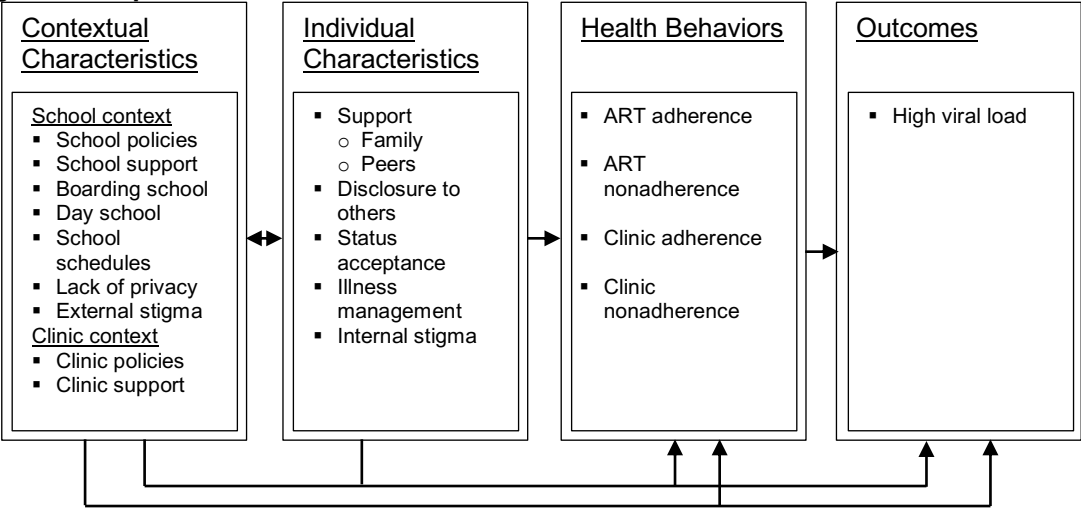 Contextual
Characteristics
School context
▪ School policies
▪ School support
▪ Boarding school
▪ Day school
▪ School
schedules
▪ Lack of privacy
▪ External stigma
Clinic context
▪ Clinic policies
▪ Clinic support
Individual
Characteristics
▪ Support
o Family
o Peers
▪ Disclosure to
others
▪ Status
acceptance
▪ Illness
management
▪ Internal stigma
Health Behaviors
▪ ART adherence
▪ ART
nonadherence
▪ Clinic adherence
▪ Clinic
nonadherence
Outcomes
▪ High viral load